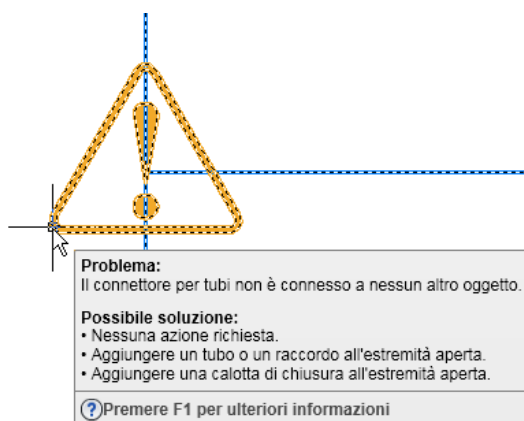 Problema:
Il connettore per tubi non è connesso a nessun altro oggetto.
Possibile soluzione:
• Nessuna azione richiesta.
• Aggiungere un tubo o un raccordo all'estremità aperta.
• Aggiungere una calotta di chiusura all'estremità aperta.
Premere F1 per ulteriori informazioni